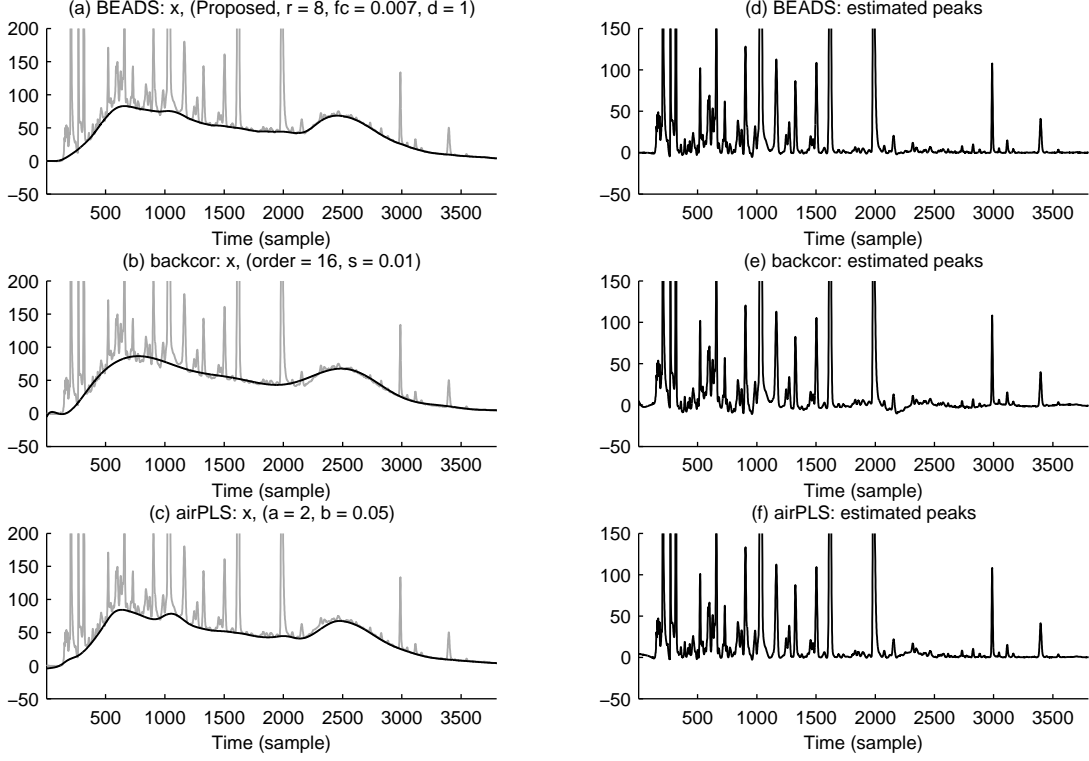 (a) BEADS: x, (Proposed, r = 8, fc = 0.007, d = 1)
200
150
100
50
0
−50
500 1000 1500 2000 2500 3000 3500
Time (sample)
(d) BEADS: estimated peaks
150
100
50
0
−50
500 1000 1500 2000 2500 3000 3500
Time (sample)
(b) backcor: x, (order = 16, s = 0.01)
200
150
100
50
0
−50
500 1000 1500 2000 2500 3000 3500
Time (sample)
(e) backcor: estimated peaks
150
100
50
0
−50
500 1000 1500 2000 2500 3000 3500
Time (sample)
(c) airPLS: x, (a = 2, b = 0.05)
200
150
100
50
0
−50
500 1000 1500 2000 2500 3000 3500
Time (sample)
(f) airPLS: estimated peaks
150
100
50
0
−50
500 1000 1500 2000 2500 3000 3500
Time (sample)